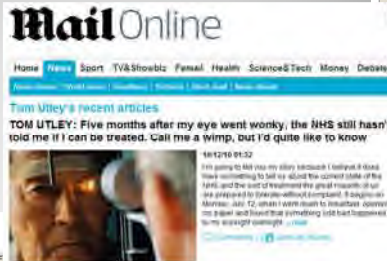 Mail Online
Home News Sport TV&Showbiz Femail Health Science&Tech Money Debate
Tom Utley's recent articles
TOM UTLEY: Five months after my eye went wonky, the NHS still hasn't
told me if I can be treated. Call me a wimp, but I'd quite like to know
16/12/10 01:32
I'm going to tell you my story because I believe it does
have something to tell us about the current state of the
NHS and the sort of treatment the great majority of us
are prepared to tolerate without complaint. It begins on
Monday, July 12, when I went down to breakfast, opened
my paper and found that something odd had happened
to my eyesight overnight.